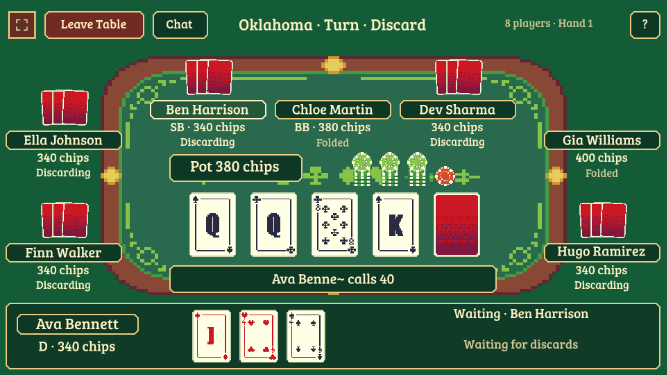 Leave Table
Chat
Oklahoma · Turn · Discard
8 players · Hand 1
?
Ben Harrison
SB · 340 chips
Discarding
Chloe Martin
BB · 380 chips
Folded
Dev Sharma
340 chips
Discarding
Ella Johnson
340 chips
Discarding
Gia Williams
400 chips
Folded
Pot 380 chips
Q
Q
K
Finn Walker
340 chips
Discarding
Hugo Ramirez
340 chips
Discarding
Ava Benne~ calls 40
Ava Bennett
D · 340 chips
J
Waiting · Ben Harrison
Waiting for discards